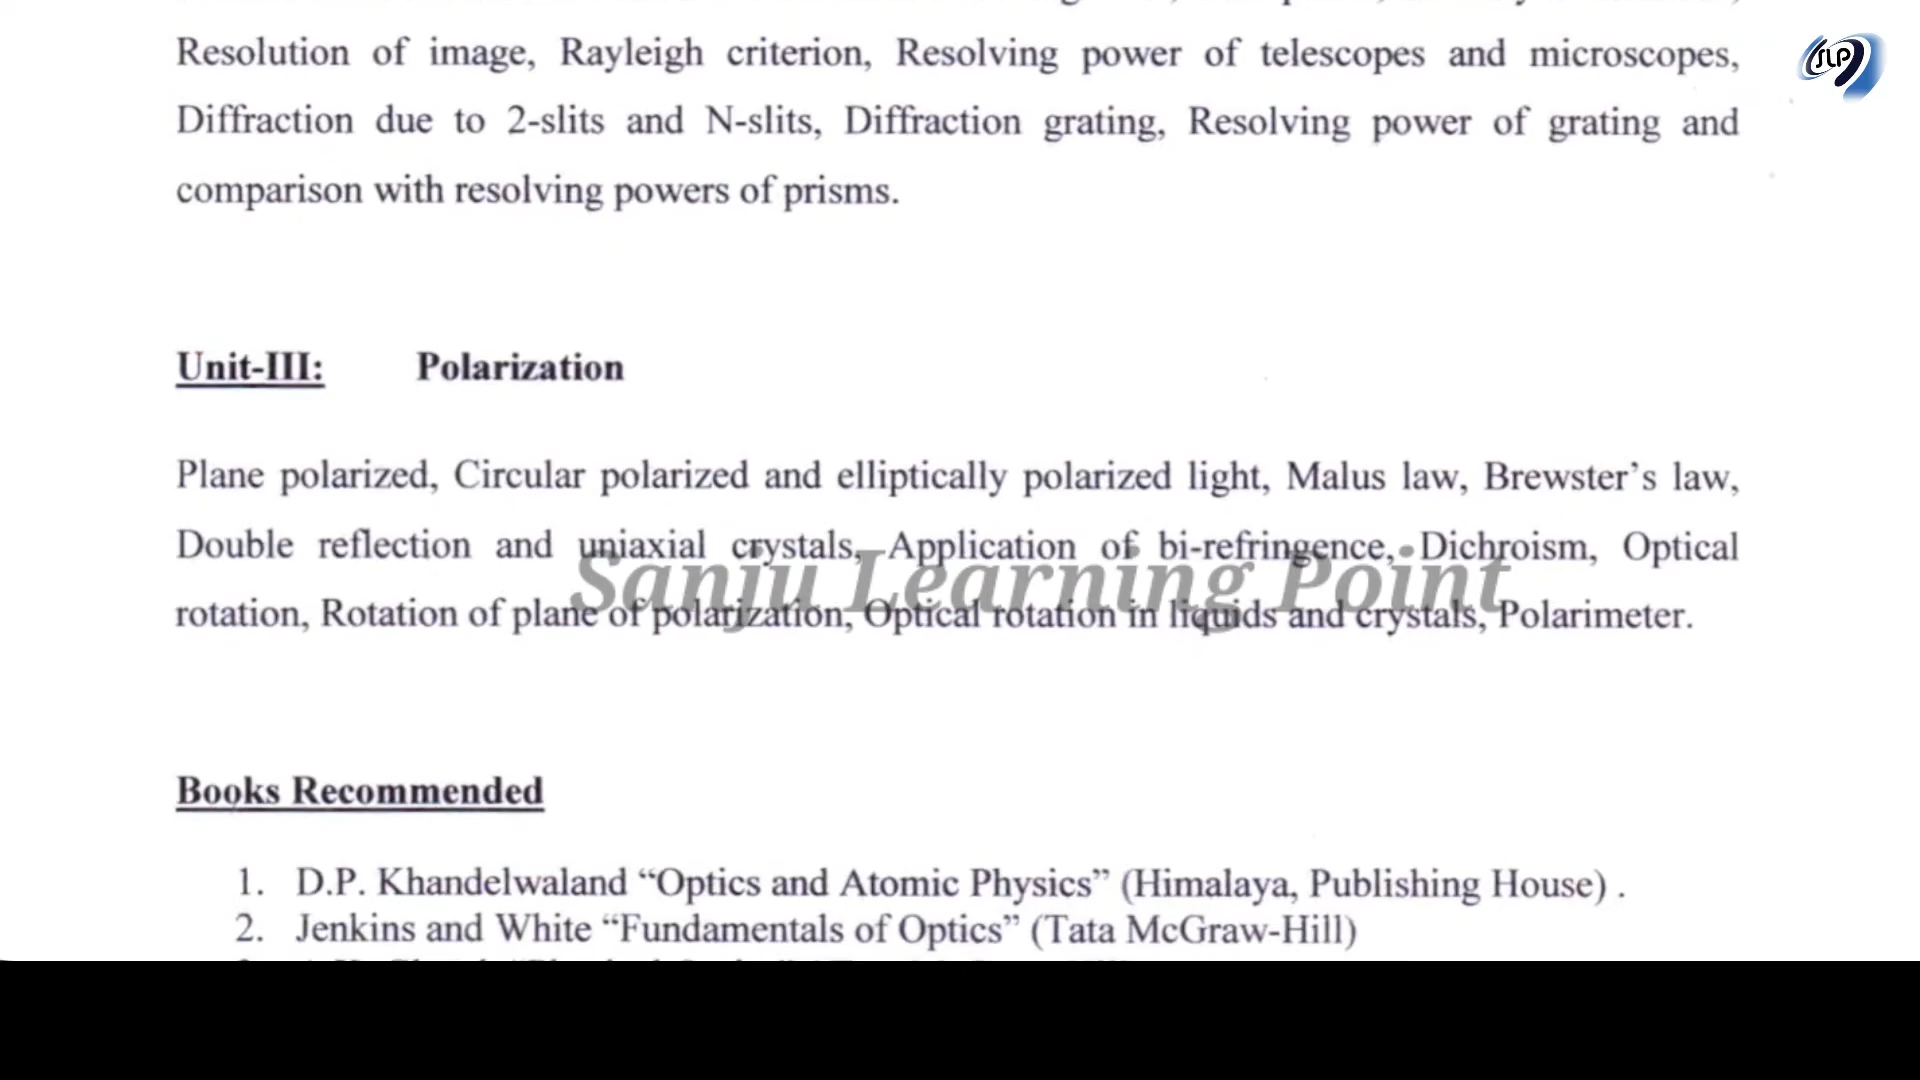 Resolution of image, Rayleigh criterion, Resolving power of telescopes and microscopes,
SLP
Diffraction due to 2-slits and N-slits, Diffraction grating, Resolving power of grating and
comparison with resolving powers of prisms.
Unit-III: Polarization
Plane polarized, Circular polarized and elliptically polarized light, Malus law, Brewster's law,
Double reflection and uniaxial crystals, Application of bi-refringence, Dichroism, Optical
Sanju Learning Point
rotation, Rotation of plane of polarization, Optical rotation in liquids and crystals, Polarimeter.
Books Recommended
1. D.P. Khandelwaland “Optics and Atomic Physics” (Himalaya, Publishing House) .
2. Jenkins and White “Fundamentals of Optics” (Tata McGraw-Hill)